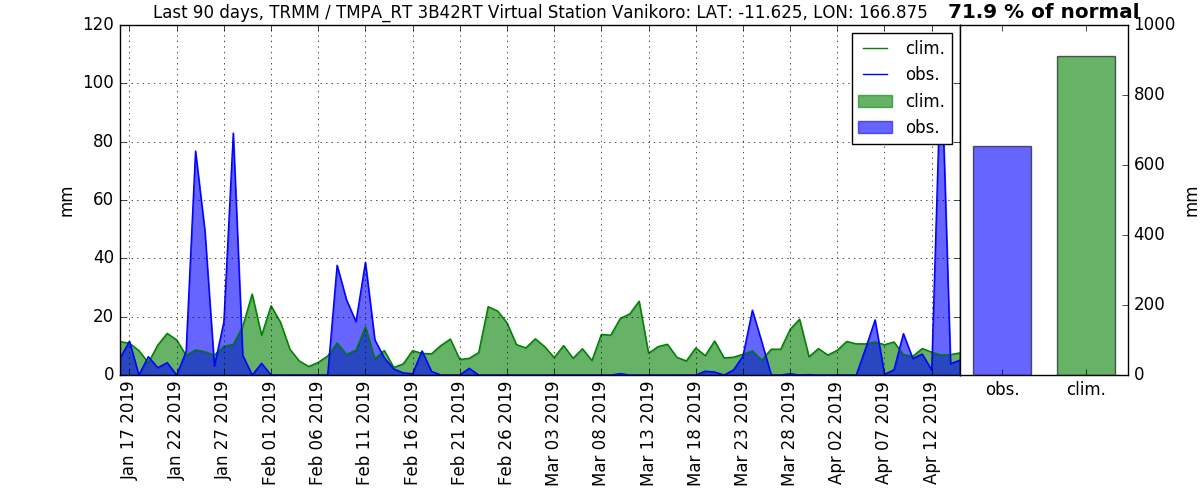 Last 90 days, TRMM / TMPA_RT 3B42RT Virtual Station Vanikoro: LAT: -11.625, LON: 166.875
71.9 % of normal
120
100
80
60
40
20
0
mm
clim.
obs.
clim.
obs.
1000
800
600
400
200
0
mm
Jan 17 2019
Jan 22 2019
Jan 27 2019
Feb 01 2019
Feb 06 2019
Feb 11 2019
Feb 16 2019
Feb 21 2019
Feb 26 2019
Mar 03 2019
Mar 08 2019
Mar 13 2019
Mar 18 2019
Mar 23 2019
Mar 28 2019
Apr 02 2019
Apr 07 2019
Apr 12 2019
obs.
clim.